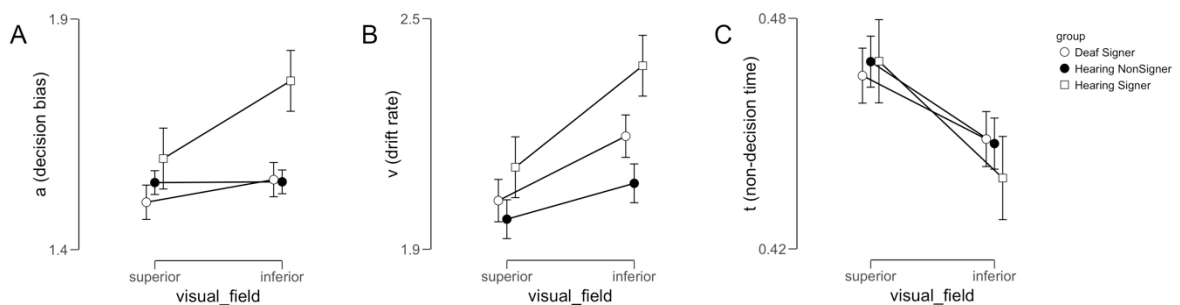 A
1.9
a (decision bias)
1.4
superior inferior
visual_field
B
2.5
v (drift rate)
1.9
superior inferior
visual_field
C
0.48
t (non-decision time)
0.42
superior inferior
visual_field
group
Deaf Signer
Hearing NonSigner
Hearing Signer